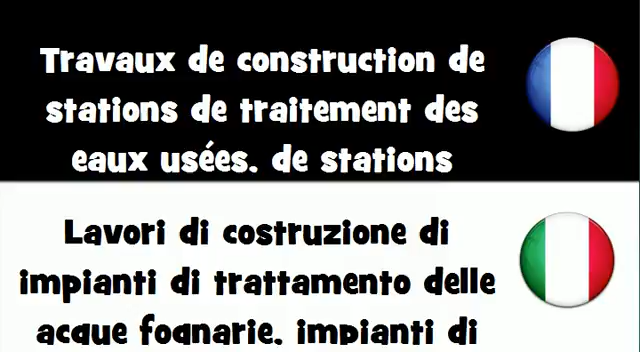 Travaux de construction de
stations de traitement des
eaux usées. de stations
Lavori di costruzione di
impianti di trattamento delle
acque fognarie. impianti di